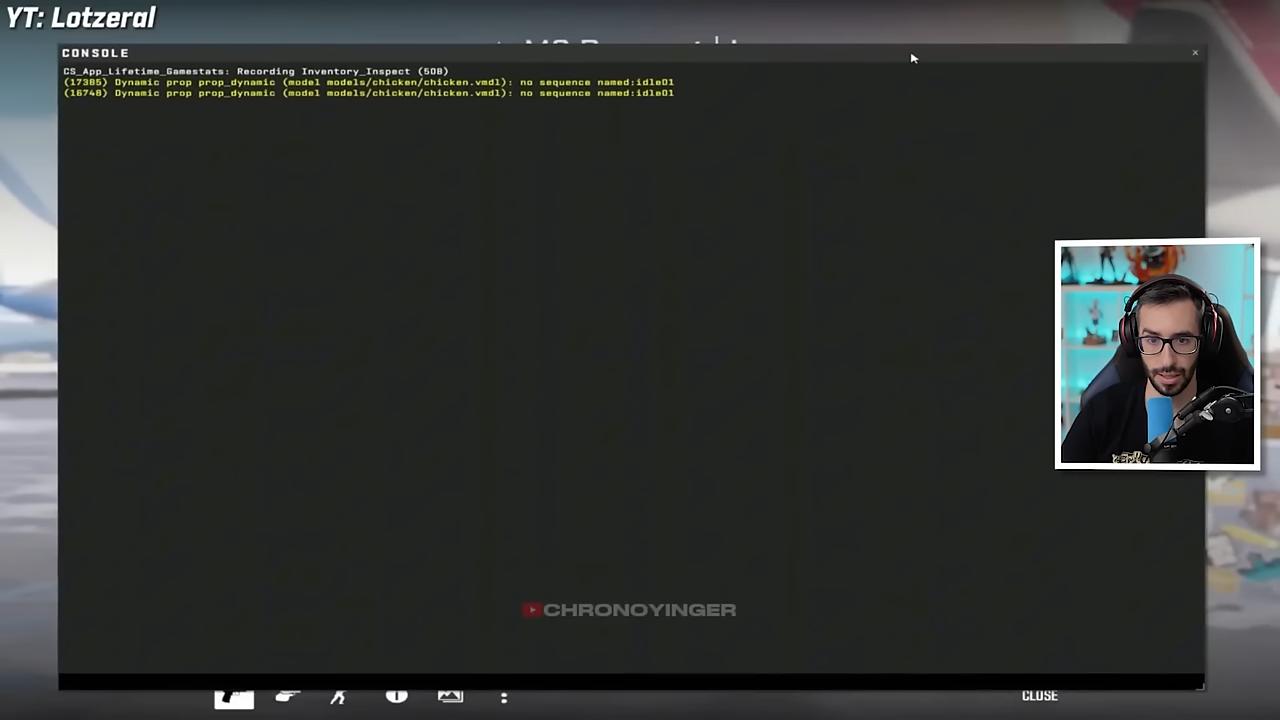 YT: Lotzeral
CONSOLE
CS_App_Lifetime_Gamestats: Recording Inventory_Inspect (50B)
(17385) Dynamic prop prop_dynamic (model models/chicken/chicken.vmdl): no sequence named:idle01
(16748) Dynamic prop prop_dynamic (model models/chicken/chicken.vmdl): no sequence named:idle01
CHRONOYINGER
CLOSE